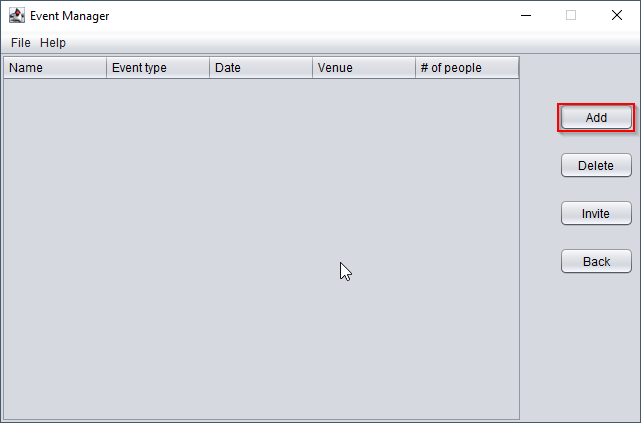 Event Manager
File Help
Name Event type Date Venue # of people
Add
Delete
Invite
Back